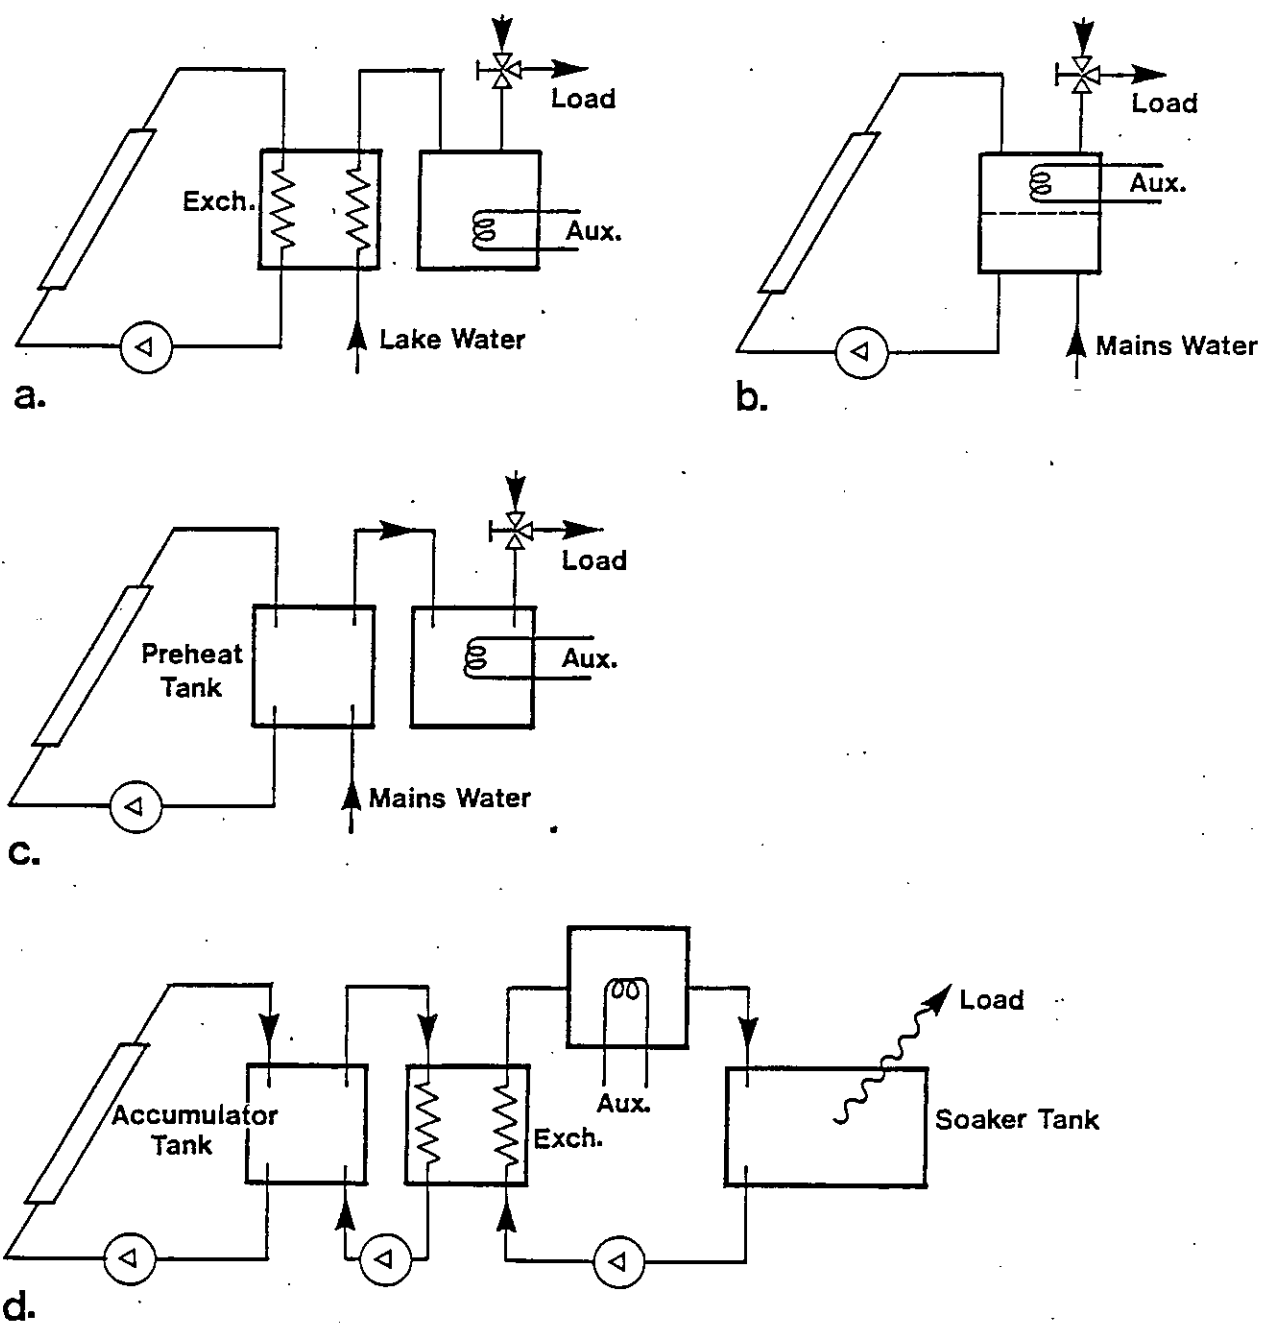 Load
Exch.
Aux.
Lake Water
a.
Load
Aux.
Mains Water
b.
Load
Preheat
Tank
Aux.
Mains Water
c.
Load
Accumulator
Tank
Aux.
Exch.
Soaker Tank
d.